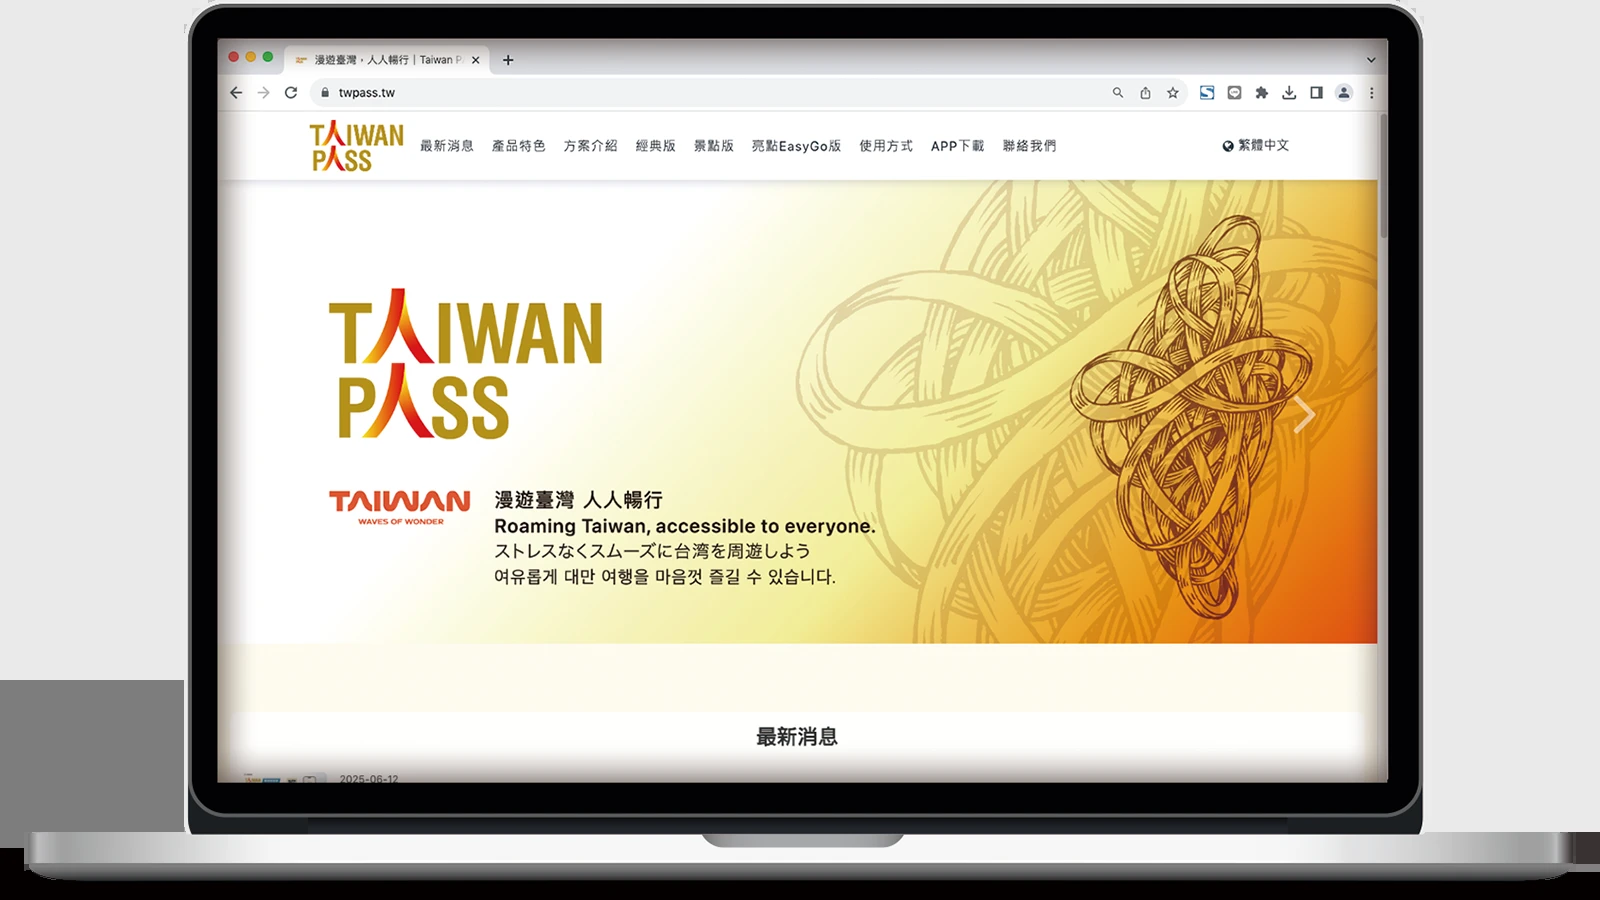 漫遊臺灣，人人暢行 | Taiwan P
twpass.tw
TAIWAN
PASS
最新消息 產品特色 方案介紹 經典版 景點版 亮點EasyGo版 使用方式 APP下載 聯絡我們 繁體中文
TAIWAN
PASS
TAIWAN
WAVES OF WONDER
漫遊臺灣 人人暢行
Roaming Taiwan, accessible to everyone.
ストレスなくスムーズに台湾を周遊しよう
여유롭게 대만 여행을 마음껏 즐길 수 있습니다.
最新消息
2025-06-12